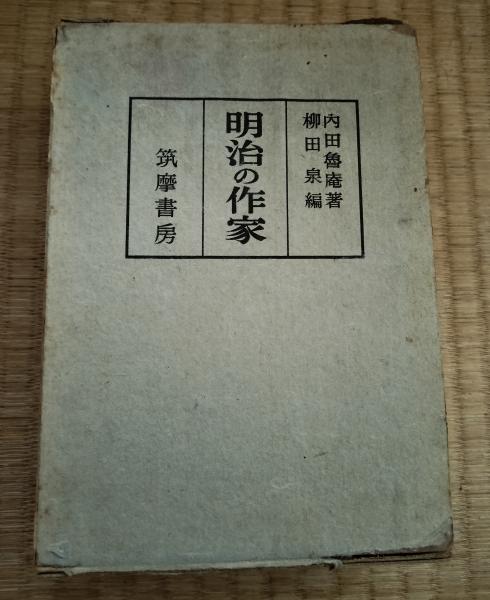 内田魯庵著
柳田泉編
明治の作家
筑摩書房